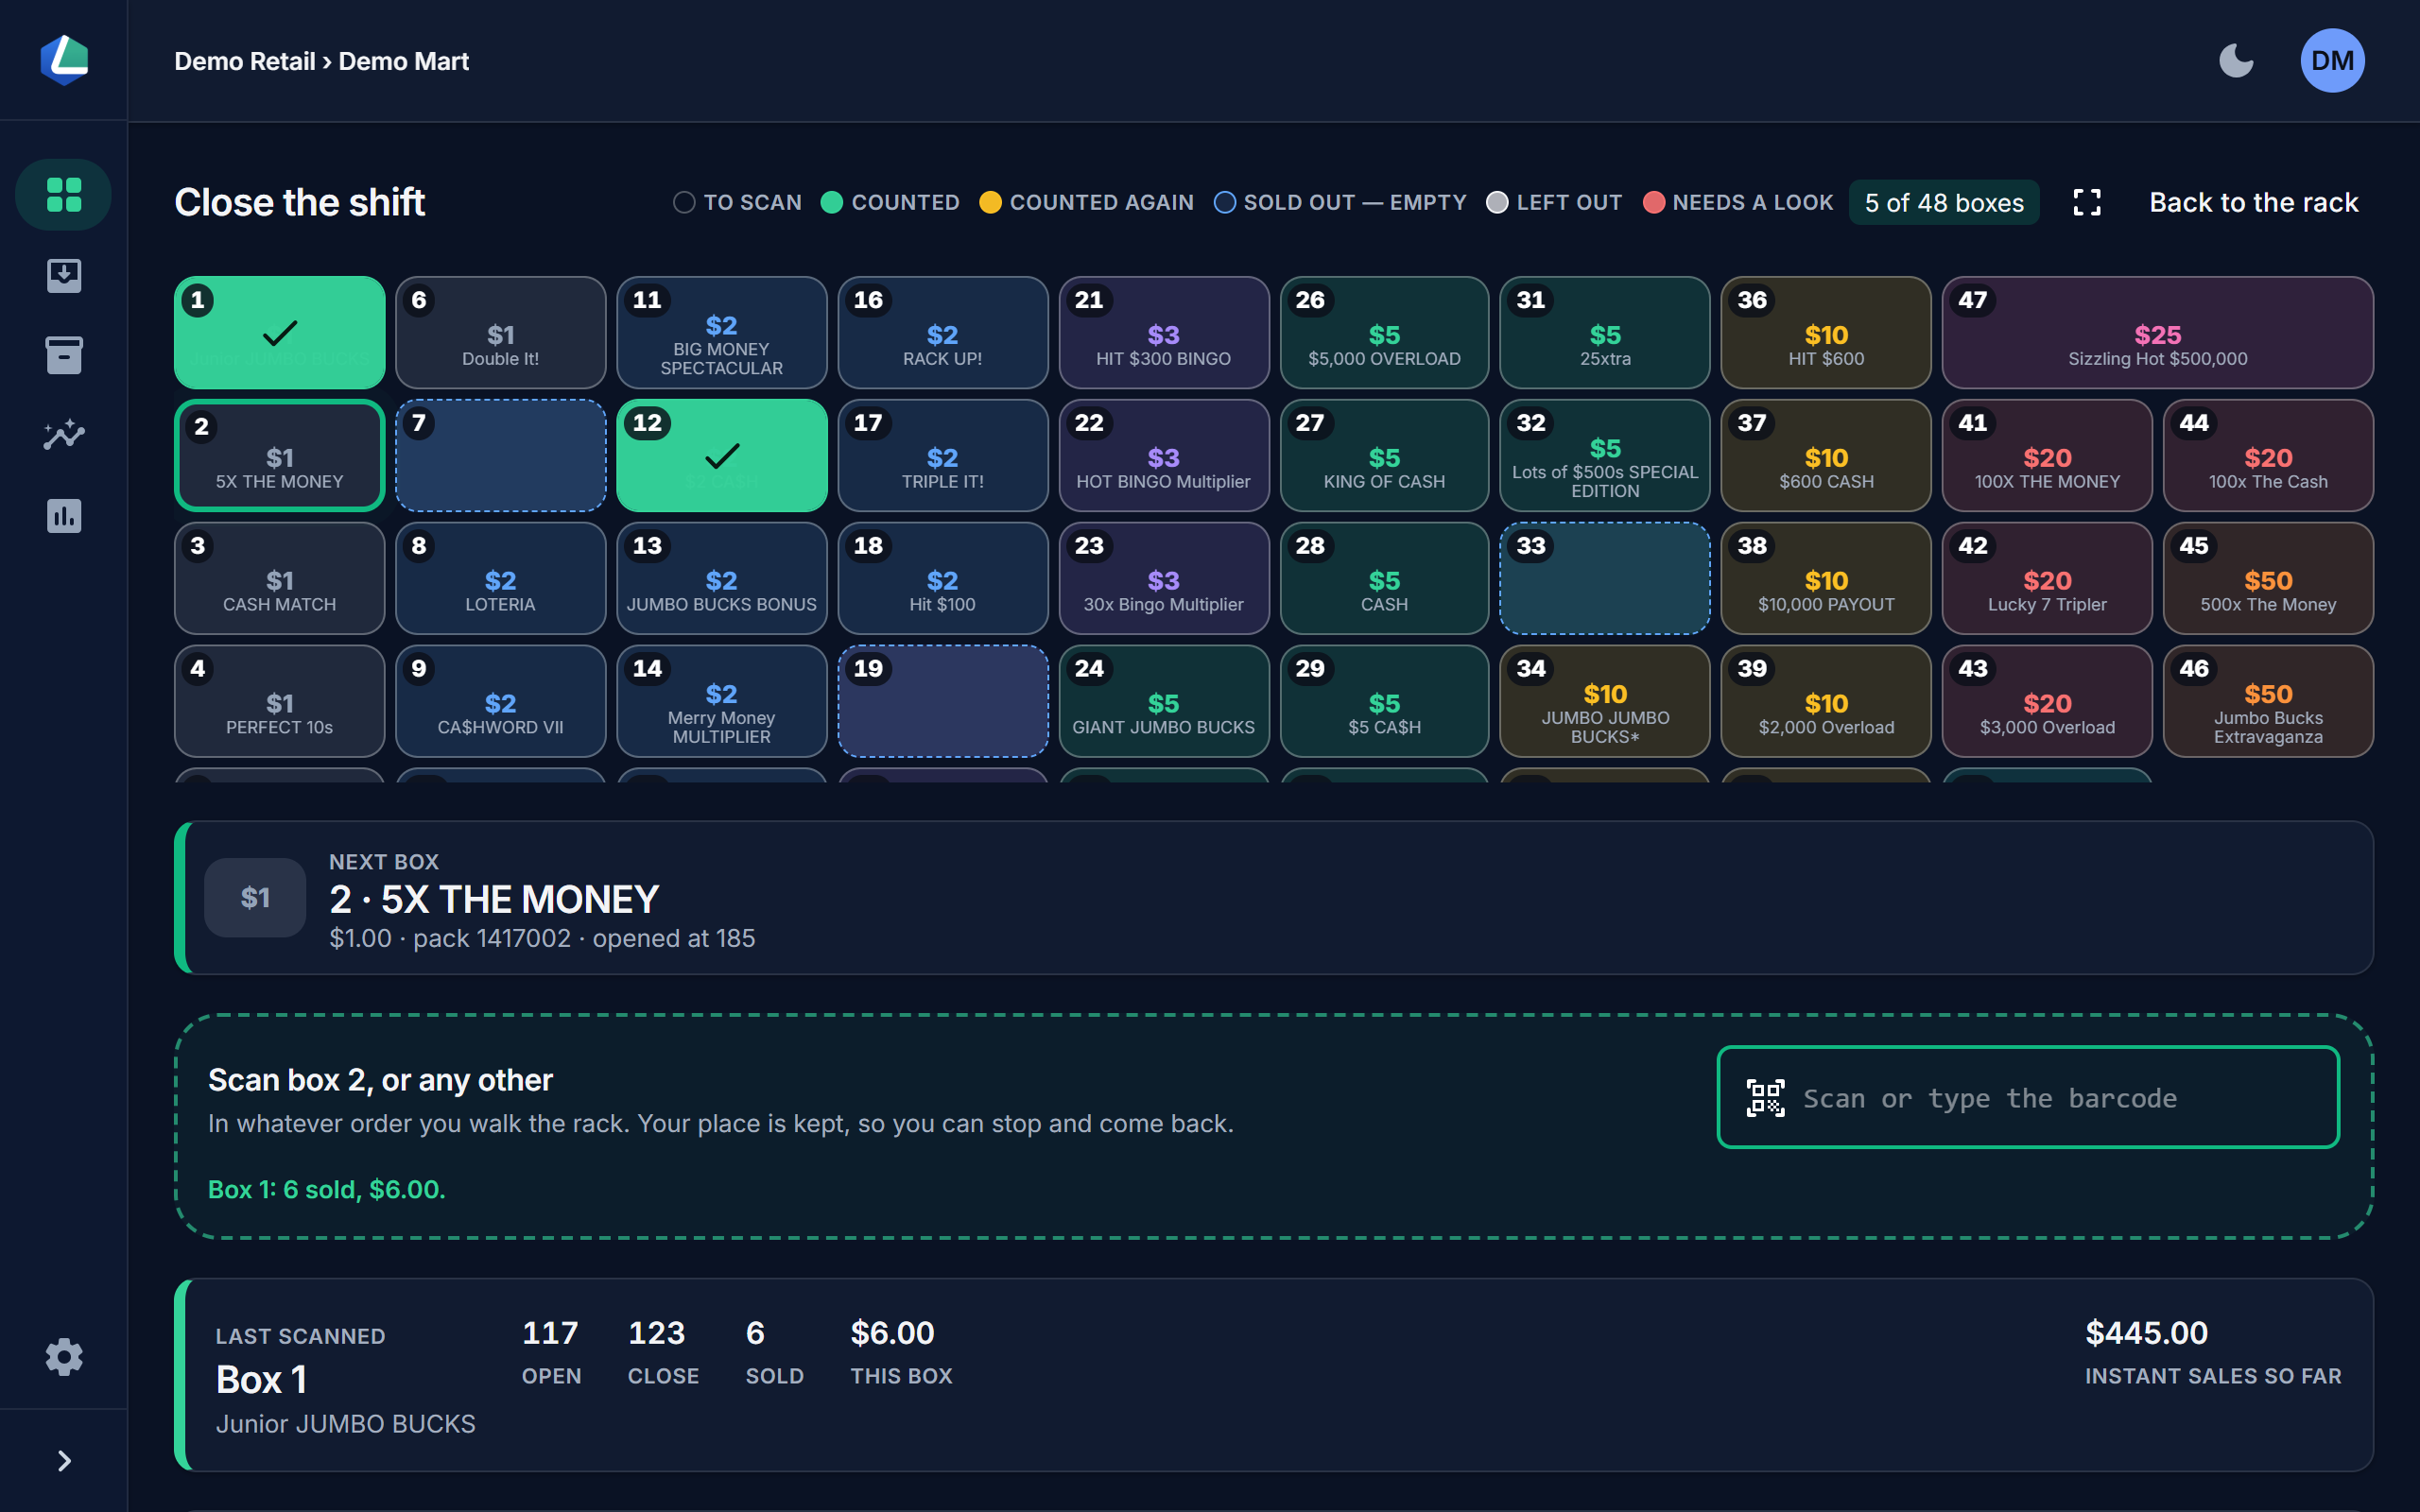 Demo Retail › Demo Mart
DM
Close the shift
TO SCAN
COUNTED
COUNTED AGAIN
SOLD OUT — EMPTY
LEFT OUT
NEEDS A LOOK
5 of 48 boxes
Back to the rack
1
Junior JUMBO BUCKS
6
$1
Double It!
11
$2
BIG MONEY
SPECTACULAR
16
$2
RACK UP!
21
$3
HIT $300 BINGO
26
$5
$5,000 OVERLOAD
31
$5
25xtra
36
$10
HIT $600
47
$25
Sizzling Hot $500,000
2
$1
5X THE MONEY
7
12
$2 CA$H
17
$2
TRIPLE IT!
22
$3
HOT BINGO Multiplier
27
$5
KING OF CASH
32
$5
Lots of $500s SPECIAL
EDITION
37
$10
$600 CASH
41
$20
100X THE MONEY
44
$20
100x The Cash
3
$1
CASH MATCH
8
$2
LOTERIA
13
$2
JUMBO BUCKS BONUS
18
$2
Hit $100
23
$3
30x Bingo Multiplier
28
$5
CASH
33
38
$10
$10,000 PAYOUT
42
$20
Lucky 7 Tripler
45
$50
500x The Money
4
$1
PERFECT 10s
9
$2
CA$HWORD VII
14
$2
Merry Money
MULTIPLIER
19
24
$5
GIANT JUMBO BUCKS
29
$5
$5 CA$H
34
$10
JUMBO JUMBO
BUCKS*
39
$10
$2,000 Overload
43
$20
$3,000 Overload
46
$50
Jumbo Bucks
Extravaganza
$1
NEXT BOX
2 · 5X THE MONEY
$1.00 · pack 1417002 · opened at 185
Scan box 2, or any other
In whatever order you walk the rack. Your place is kept, so you can stop and come back.
Scan or type the barcode
Box 1: 6 sold, $6.00.
LAST SCANNED
Box 1
Junior JUMBO BUCKS
117
OPEN
123
CLOSE
6
SOLD
$6.00
THIS BOX
$445.00
INSTANT SALES SO FAR